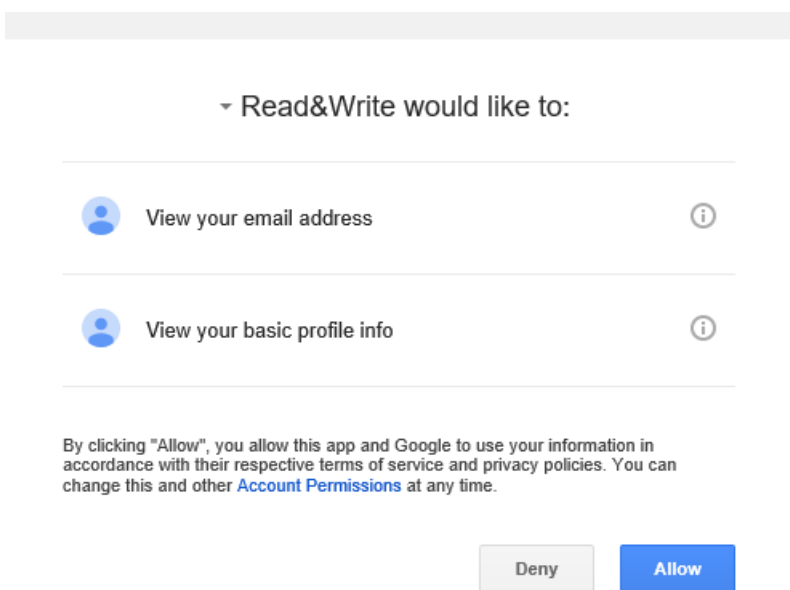 Read&Write would like to:
View your email address
View your basic profile info
By clicking "Allow", you allow this app and Google to use your information in
accordance with their respective terms of service and privacy policies. You can
change this and other Account Permissions at any time.
Deny
Allow